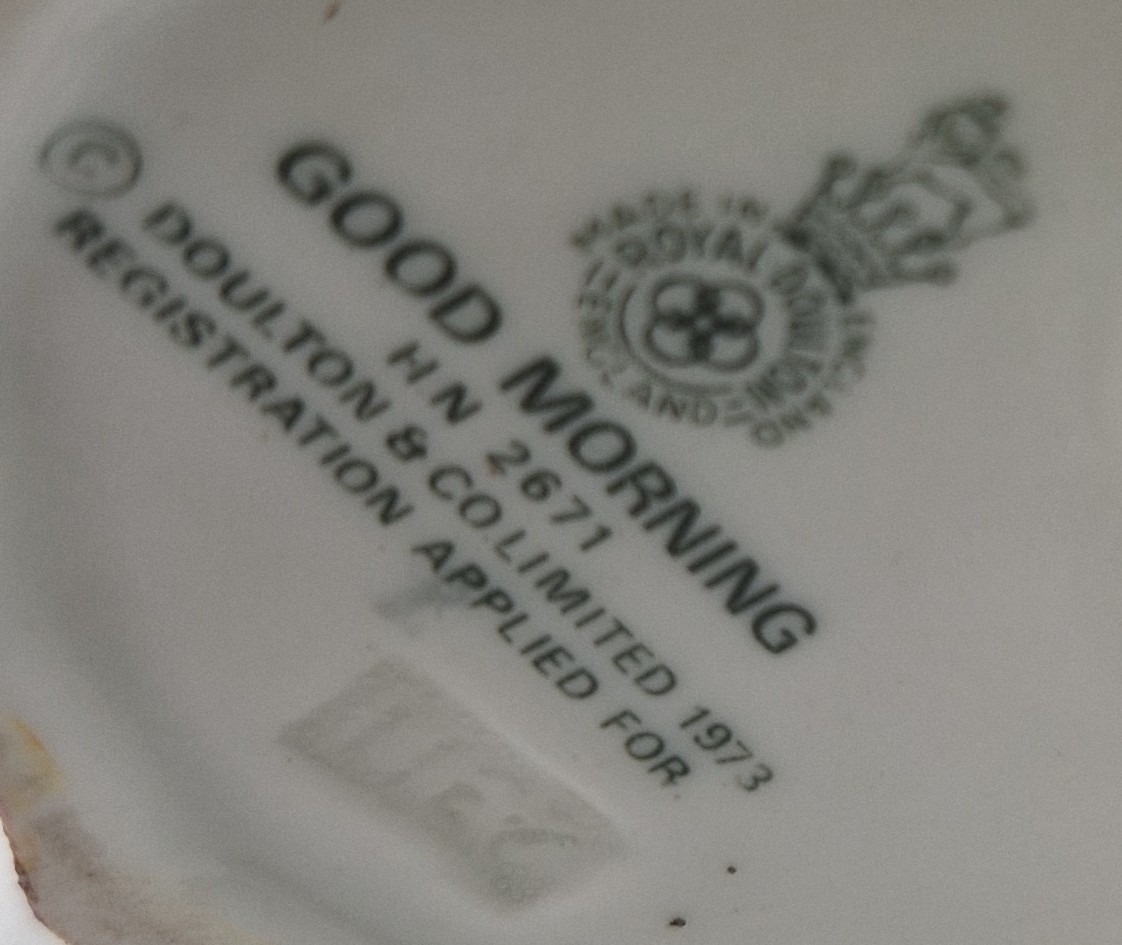 MADE IN ENGLAND
ROYAL DOULTON
GOOD MORNING
HN 2671
© DOULTON & CO. LIMITED 1973
REGISTRATION APPLIED FOR.